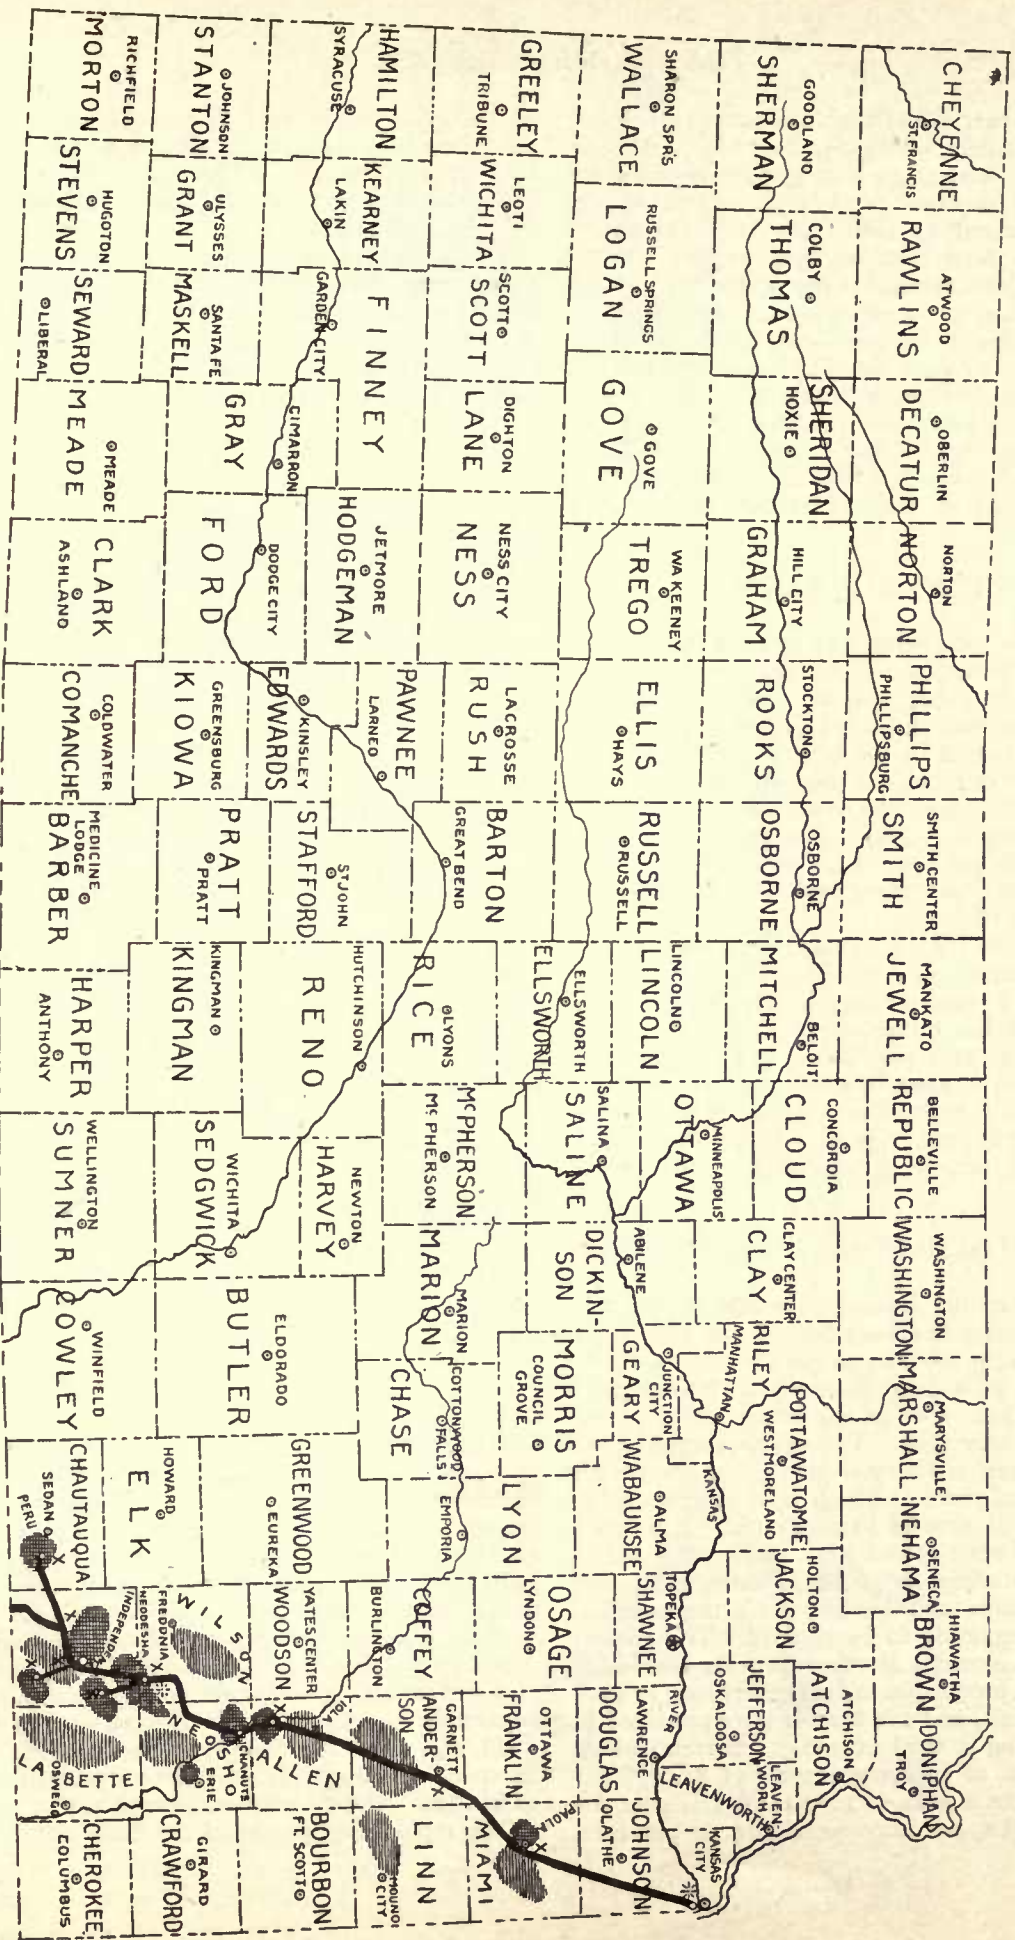 CHEYENNE
ST. FRANCIS
RAWLINS
ATWOOD
DECATUR
OBERLIN
NORTON
NORTON
PHILLIPS
PHILLIPSBURG
SMITH CENTER
SMITH
MANKATO
JEWELL
BELLEVILLE
REPUBLIC
WASHINGTON
WASHINGTON
MARSHALL
MARYSVILLE
NEHAMA
SENECA
BROWN
HIAWATHA
DONIPHAN
TROY
GOODLAND
SHERMAN
COLBY
THOMAS
SHERIDAN
HOXIE
HILL CITY
GRAHAM
STOCKTON
ROOKS
OSBORNE
OSBORNE
MITCHELL
BELOIT
CONCORDIA
CLOUD
CLAY CENTER
CLAY
RILEY
MANHATTAN
POTTAWATOMIE
WESTMORELAND
HOLTON
JACKSON
ATCHISON
ATCHISON
JEFFERSON
OSKALOOSA
LEAVEN-
WORTH
LEAVENWORTH
KANSAS
CITY
SHARON SPR'S
WALLACE
RUSSELL SPRINGS
LOGAN
GOVE
GOVE
WAKEENEY
TREGO
ELLIS
HAYS
RUSSELL
RUSSELL
LINCOLN
LINCOLN
MINNEAPOLIS
OTTAWA
SALINA
SALINE
ABILENE
DICKIN-
SON
JUNCTION
CITY
GEARY
KANSAS
RIVER
ALMA
WABAUNSEE
TOPEKA
SHAWNEE
LAWRENCE
DOUGLAS
JOHNSON
OLATHE
GREELEY
TRIBUNE
LEOTI
WICHITA
SCOTT
SCOTT
DIGHTON
LANE
NESS CITY
NESS
LACROSSE
RUSH
BARTON
GREAT BEND
ELLSWORTH
ELLSWORTH
LYONS
RICE
McPHERSON
McPHERSON
MARION
MARION
MORRIS
COUNCIL
GROVE
CHASE
COTTONWOOD
FALLS
LYON
EMPORIA
OSAGE
LYNDON
COFFEY
BURLINGTON
OTTAWA
FRANKLIN
GARNETT
ANDER-
SON
MIAMI
PAOLA
LINN
MOUND
CITY
HAMILTON
SYRACUSE
KEARNEY
LAKIN
FINNEY
GARDEN CITY
CIMARRON
GRAY
JETMORE
HODGEMAN
DODGE CITY
FORD
PAWNEE
LARNED
KINSLEY
EDWARDS
ST JOHN
STAFFORD
HUTCHINSON
RENO
NEWTON
HARVEY
WICHITA
SEDGWICK
ELDORADO
BUTLER
GREENWOOD
EUREKA
YATES CENTER
WOODSON
IOLA
ALLEN
BOURBON
FT. SCOTT
JOHNSON
STANTON
ULYSSES
GRANT
SANTA FE
MASKELL
GREENSBURG
KIOWA
PRATT
PRATT
KINGMAN
KINGMAN
HOWARD
ELK
WILSON
FREDONIA
NEODESHA
NEOSHO
CHANUTE
ERIE
GIRARD
CRAWFORD
RICHFIELD
MORTON
HUGOTON
STEVENS
SEWARD
LIBERAL
MEADE
MEADE
CLARK
ASHLAND
COLDWATER
COMANCHE
MEDICINE
LODGE
BARBER
HARPER
ANTHONY
WELLINGTON
SUMNER
WINFIELD
COWLEY
CHAUTAUQUA
SEDAN
PERU
LABETTE
OSWEGO
CHEROKEE
COLUMBUS